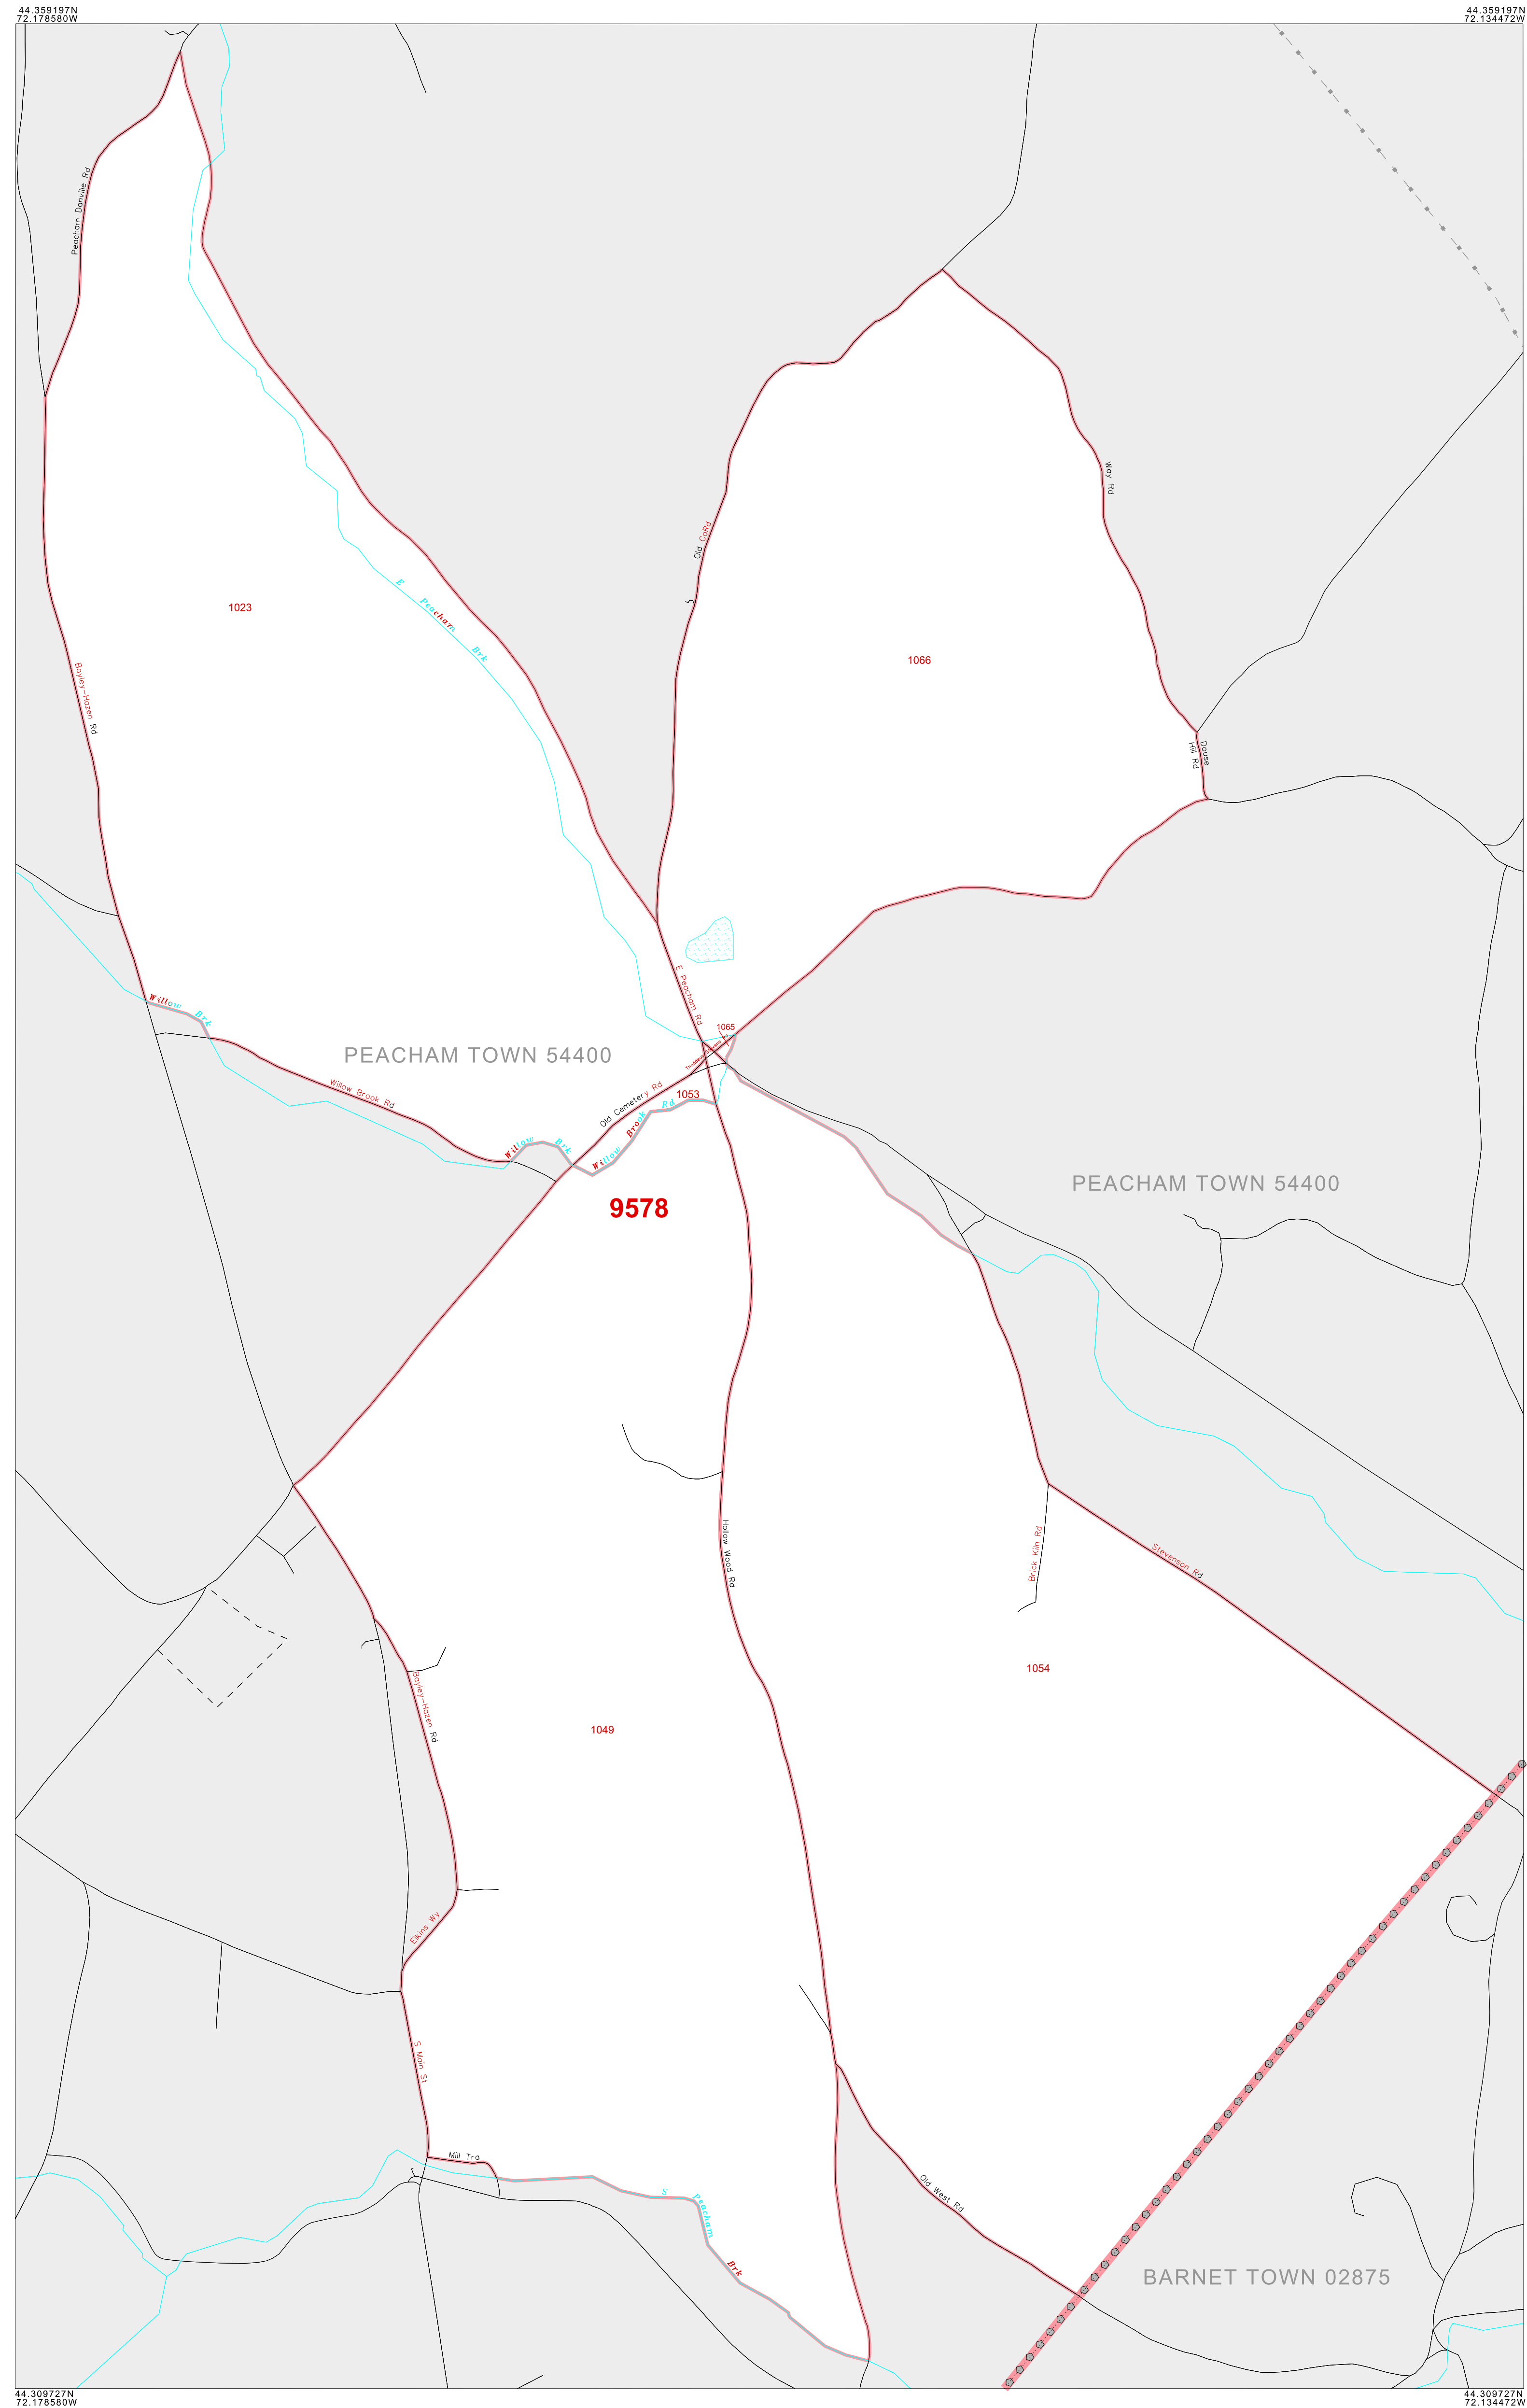 44.359197N
72.178580W
44.359197N
72.134472W
Peacham Danville Rd
Way Rd
Old CoRd
E Peacham Brk
1023
1066
Bayley-Hazen Rd
Douse
Hill Rd
E Peacham Rd
Willow Brk
1065
PEACHAM TOWN 54400
Willow Brook Rd
Old Cemetery Rd
1053
Willow Brk
Willow Brook Rd
PEACHAM TOWN 54400
9578
Hollow Wood Rd
Brick Kiln Rd
Stevenson Rd
1054
Bayley-Hazen Rd
1049
Elkins Wy
S Main St
Mill Tra
S Peacham Brk
Old West Rd
BARNET TOWN 02875
44.309727N
72.178580W
44.309727N
72.134472W